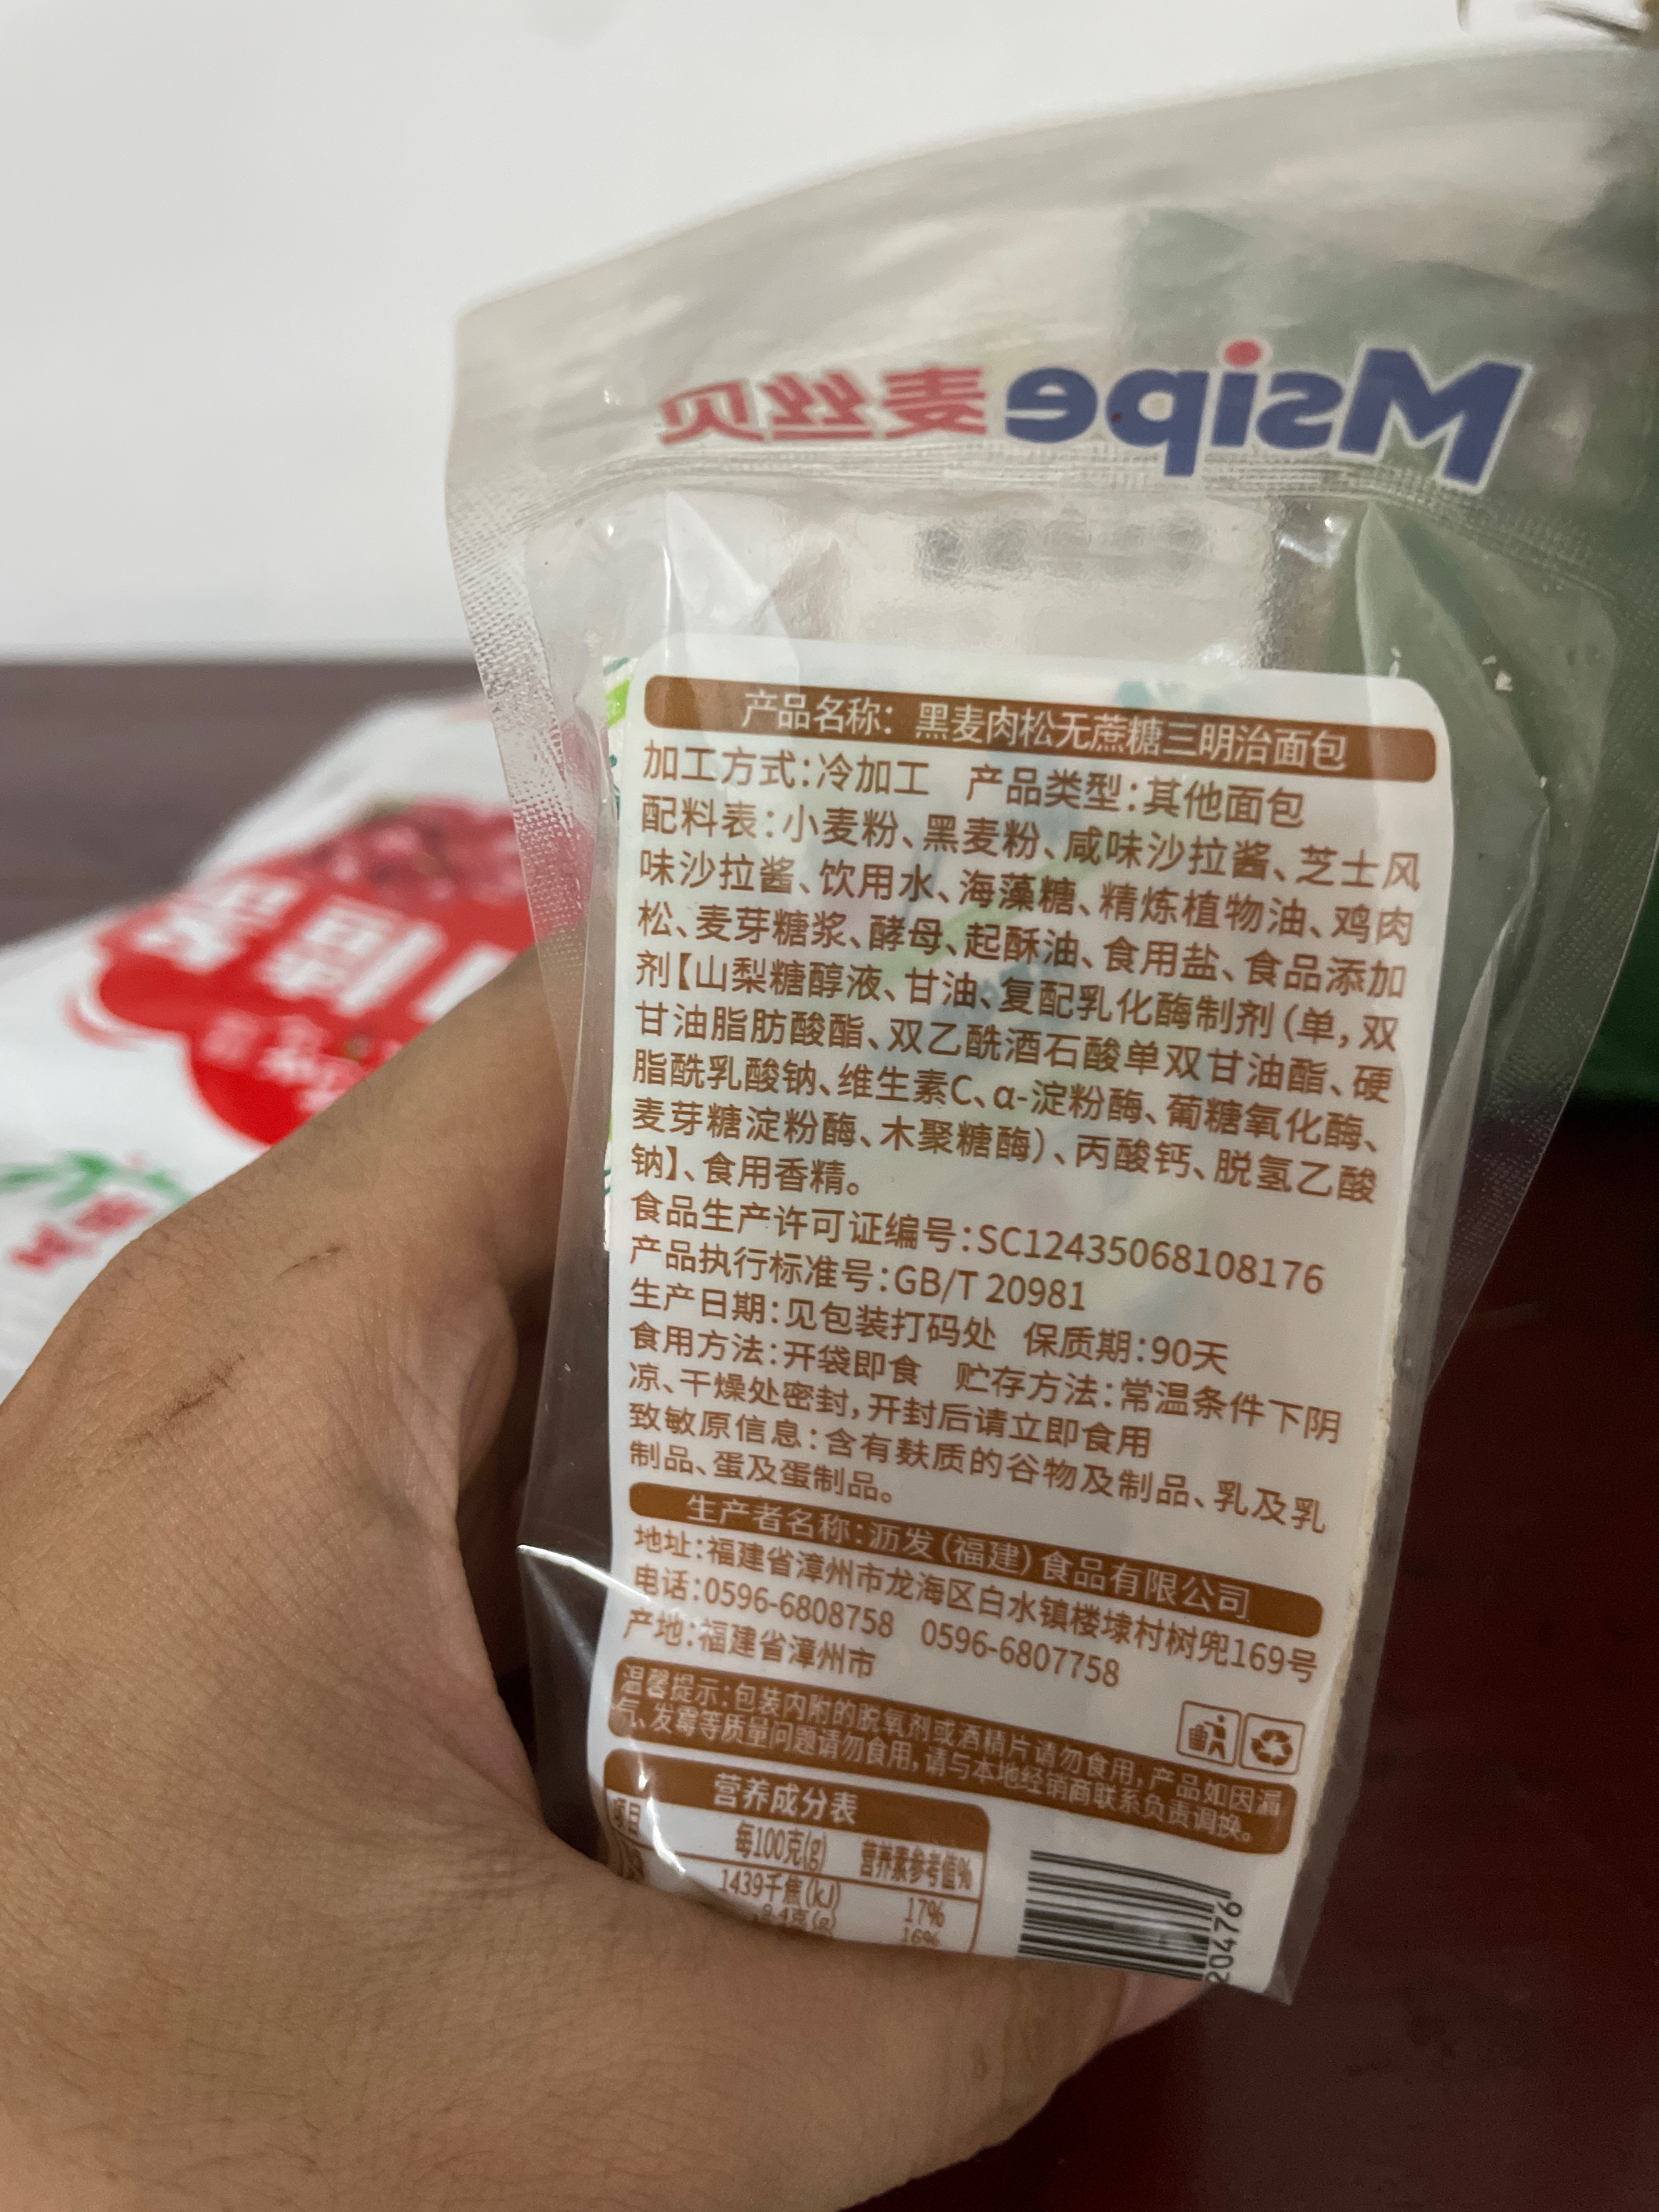 Msipe 麦丝贝
产品名称：黑麦肉松无蔗糖三明治面包
加工方式：冷加工 产品类型：其他面包
配料表：小麦粉、黑麦粉、咸味沙拉酱、芝士风
味沙拉酱、饮用水、海藻糖、精炼植物油、鸡肉
松、麦芽糖浆、酵母、起酥油、食用盐、食品添加
剂【山梨糖醇液、甘油、复配乳化酶制剂（单，双
甘油脂肪酸酯、双乙酰酒石酸单双甘油酯、硬
脂酰乳酸钠、维生素C、α-淀粉酶、葡糖氧化酶、
麦芽糖淀粉酶、木聚糖酶）、丙酸钙、脱氢乙酸
钠】、食用香精。
食品生产许可证编号：SC12435068108176
产品执行标准号：GB/T 20981
生产日期：见包装打码处 保质期：90天
食用方法：开袋即食 贮存方法：常温条件下阴
凉、干燥处密封，开封后请立即食用
致敏原信息：含有麸质的谷物及制品、乳及乳
制品、蛋及蛋制品。
生产者名称：沥发（福建）食品有限公司
地址：福建省漳州市龙海区白水镇楼埭村树兜169号
电话：0596-6808758 0596-6807758
产地：福建省漳州市
温馨提示：包装内附的脱氧剂或酒精片请勿食用，产品如因漏
气、发霉等质量问题请勿食用，请与本地经销商联系负责调换。
营养成分表
项目 每100克(g) 营养素参考值%
1439千焦(kJ) 17%
8.4克(g) 16%
20476